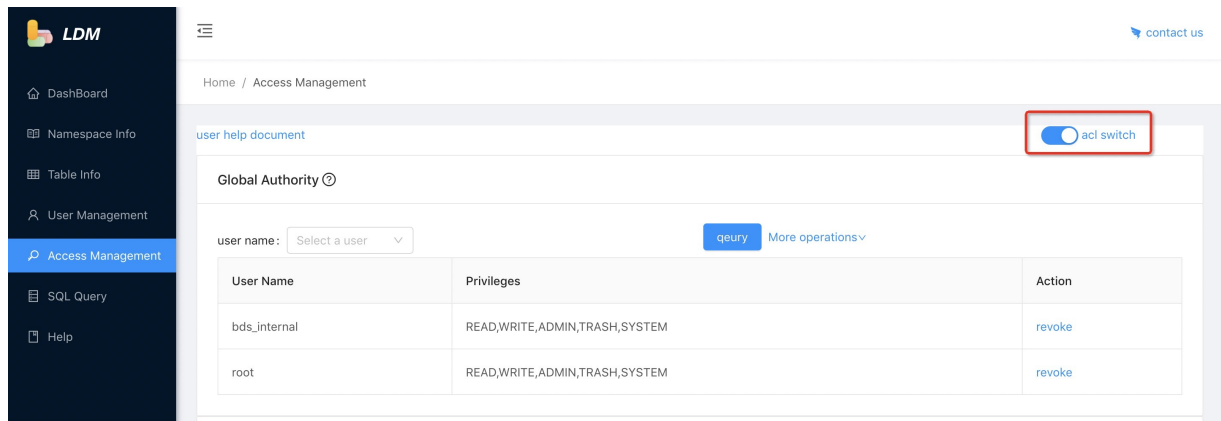 LDM
contact us
DashBoard
Namespace Info
Table Info
User Management
Access Management
SQL Query
Help
Home / Access Management
user help document
acl switch
Global Authority
user name: Select a user
qeury More operations
User Name Privileges Action
bds_internal READ,WRITE,ADMIN,TRASH,SYSTEM revoke
root READ,WRITE,ADMIN,TRASH,SYSTEM revoke